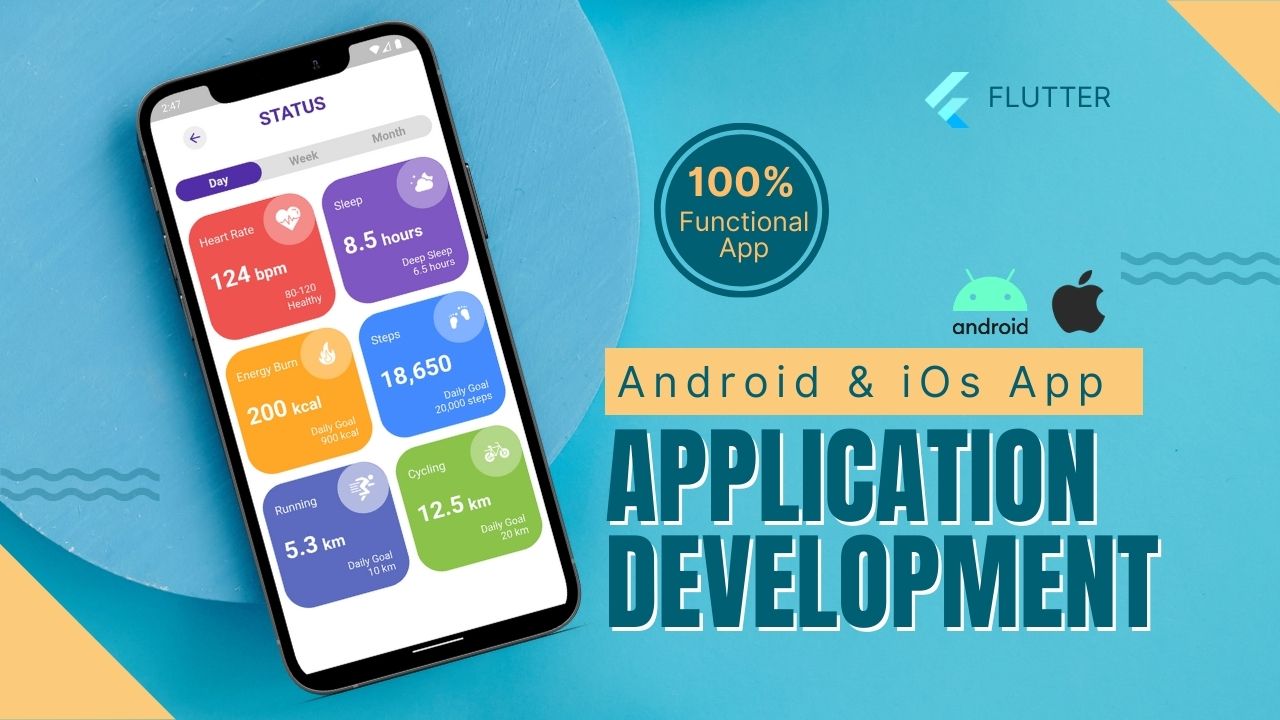 2:47
STATUS
Day
Week
Month
Heart Rate
124 bpm
80-120
Healthy
Sleep
8.5 hours
Deep Sleep
6.5 hours
Energy Burn
200 kcal
Daily Goal
900 kcal
Steps
18,650
Daily Goal
20,000 steps
Running
5.3 km
Daily Goal
10 km
Cycling
12.5 km
Daily Goal
20 km
FLUTTER
100%
Functional
App
android
Android & iOs App
APPLICATION
DEVELOPMENT